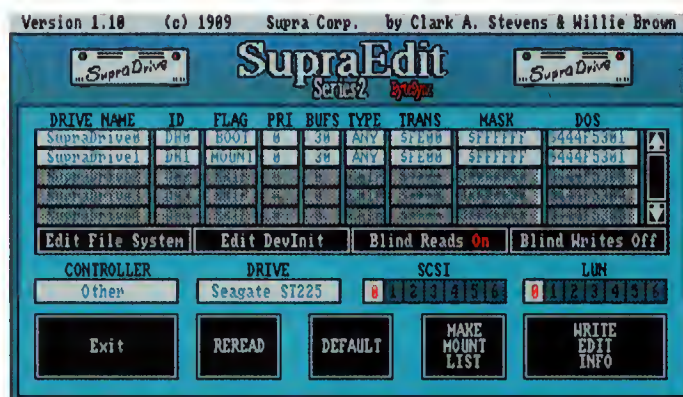 Version 1.10 (c) 1989 Supra Corp. by Clark A. Stevens & Willie Brown
SupraDrive SupraEdit SupraDrive
Series 2 ByteSync
DRIVE NAME ID FLAG PRI BUFS TYPE TRANS MASK DOS
SupraDrive0 DH0 BOOT 0 30 ANY $FE00 $FFFFFF $444F5301
SupraDrive1 DH1 MOUNT 0 30 ANY $FE00 $FFFFFF $444F5301
Edit File System Edit DevInit Blind Reads On Blind Writes Off
CONTROLLER DRIVE SCSI LUN
Other Seagate ST225 0 1 2 3 4 5 6 0 1 2 3 4 5 6
Exit REREAD DEFAULT MAKE MOUNT LIST WRITE EDIT INFO